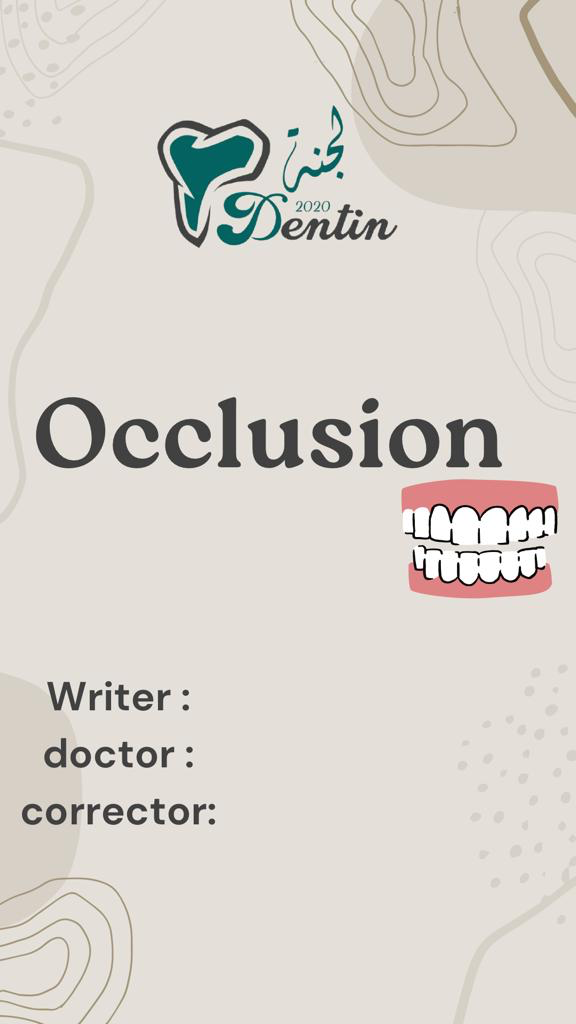 لجنة
2020
Dentin
Occlusion
Writer :
doctor :
corrector: